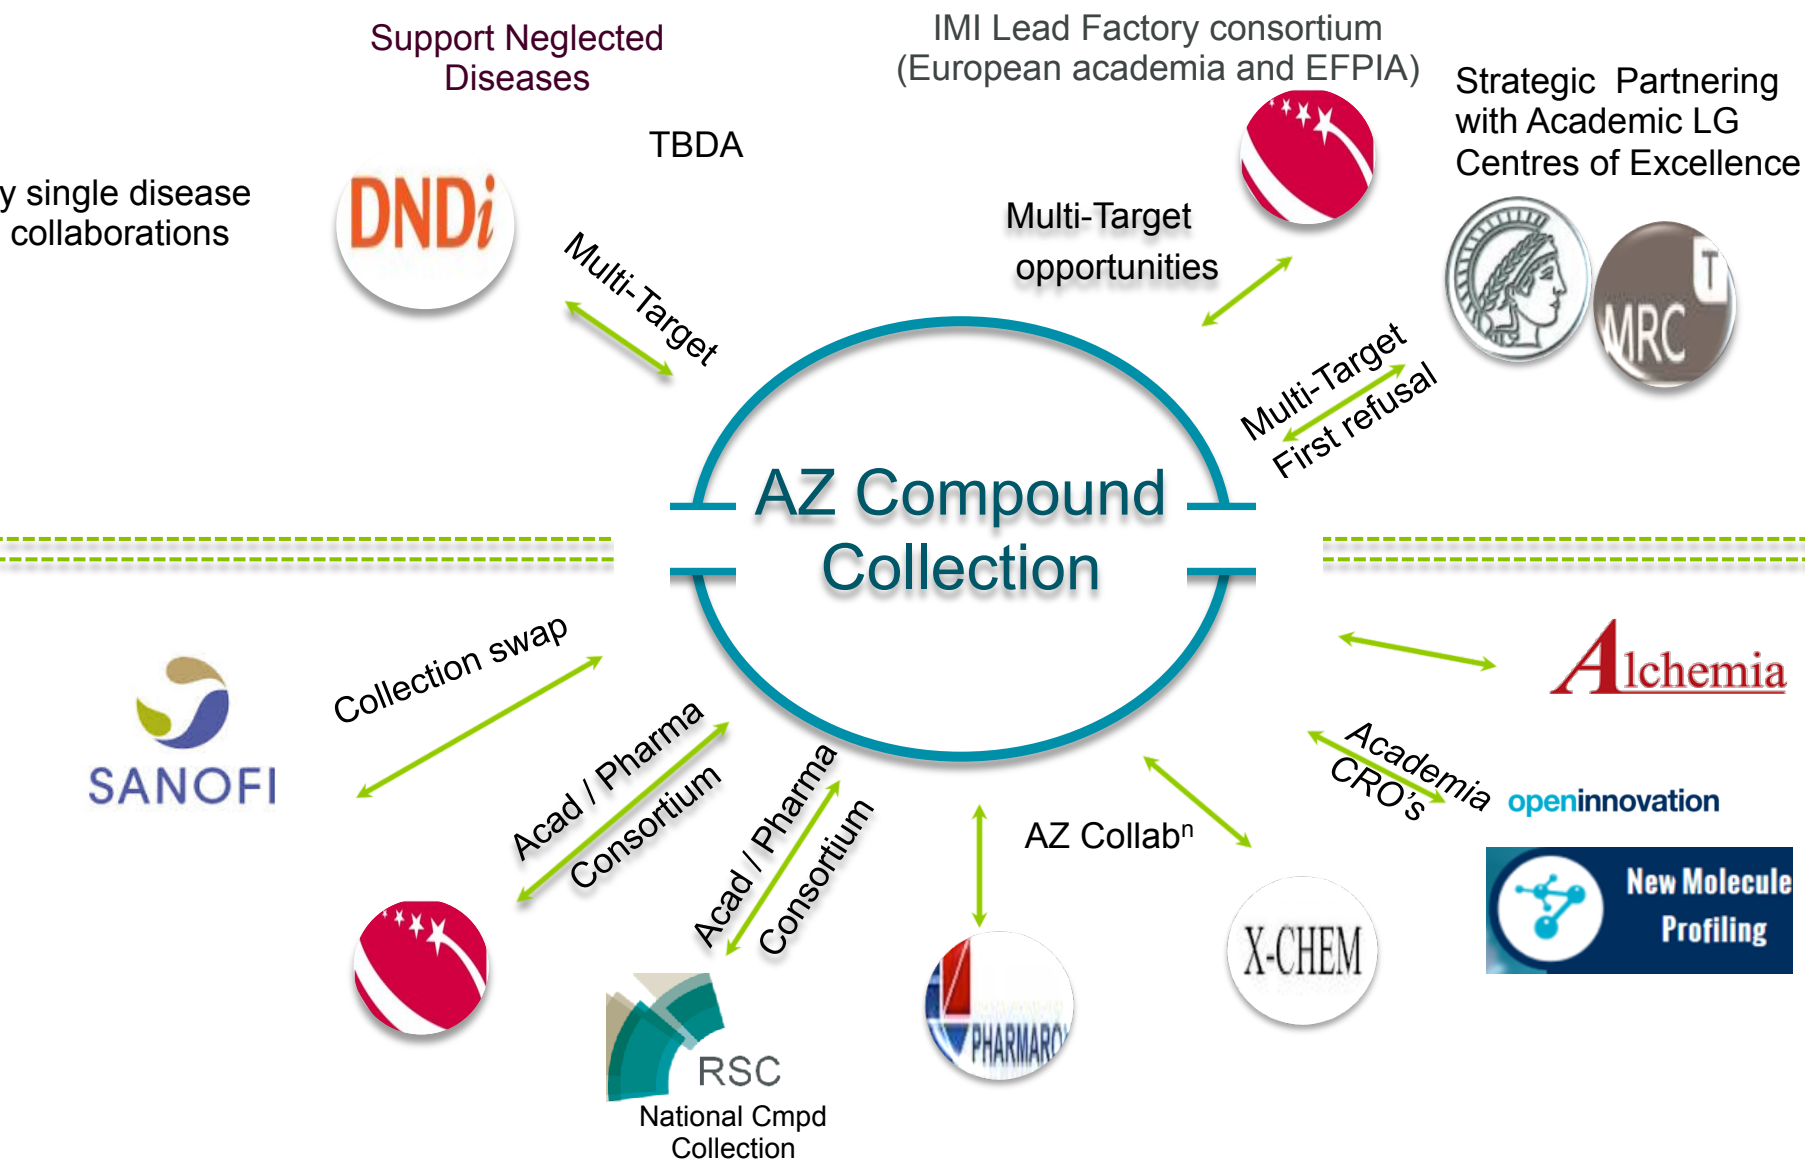 Support Neglected
Diseases
IMI Lead Factory consortium
(European academia and EFPIA)
Strategic Partnering
with Academic LG
Centres of Excellence
TBDA
y single disease
collaborations
DNDi
Multi-Target
Multi-Target
opportunities
T
MRC
Multi-Target
First refusal
AZ Compound
Collection
Collection swap
SANOFI
Acad / Pharma
Consortium
Acad / Pharma
Consortium
RSC
National Cmpd
Collection
AZ Collabⁿ
PHARMARO
X-CHEM
Alchemia
Academia
CRO's
openinnovation
New Molecule
Profiling